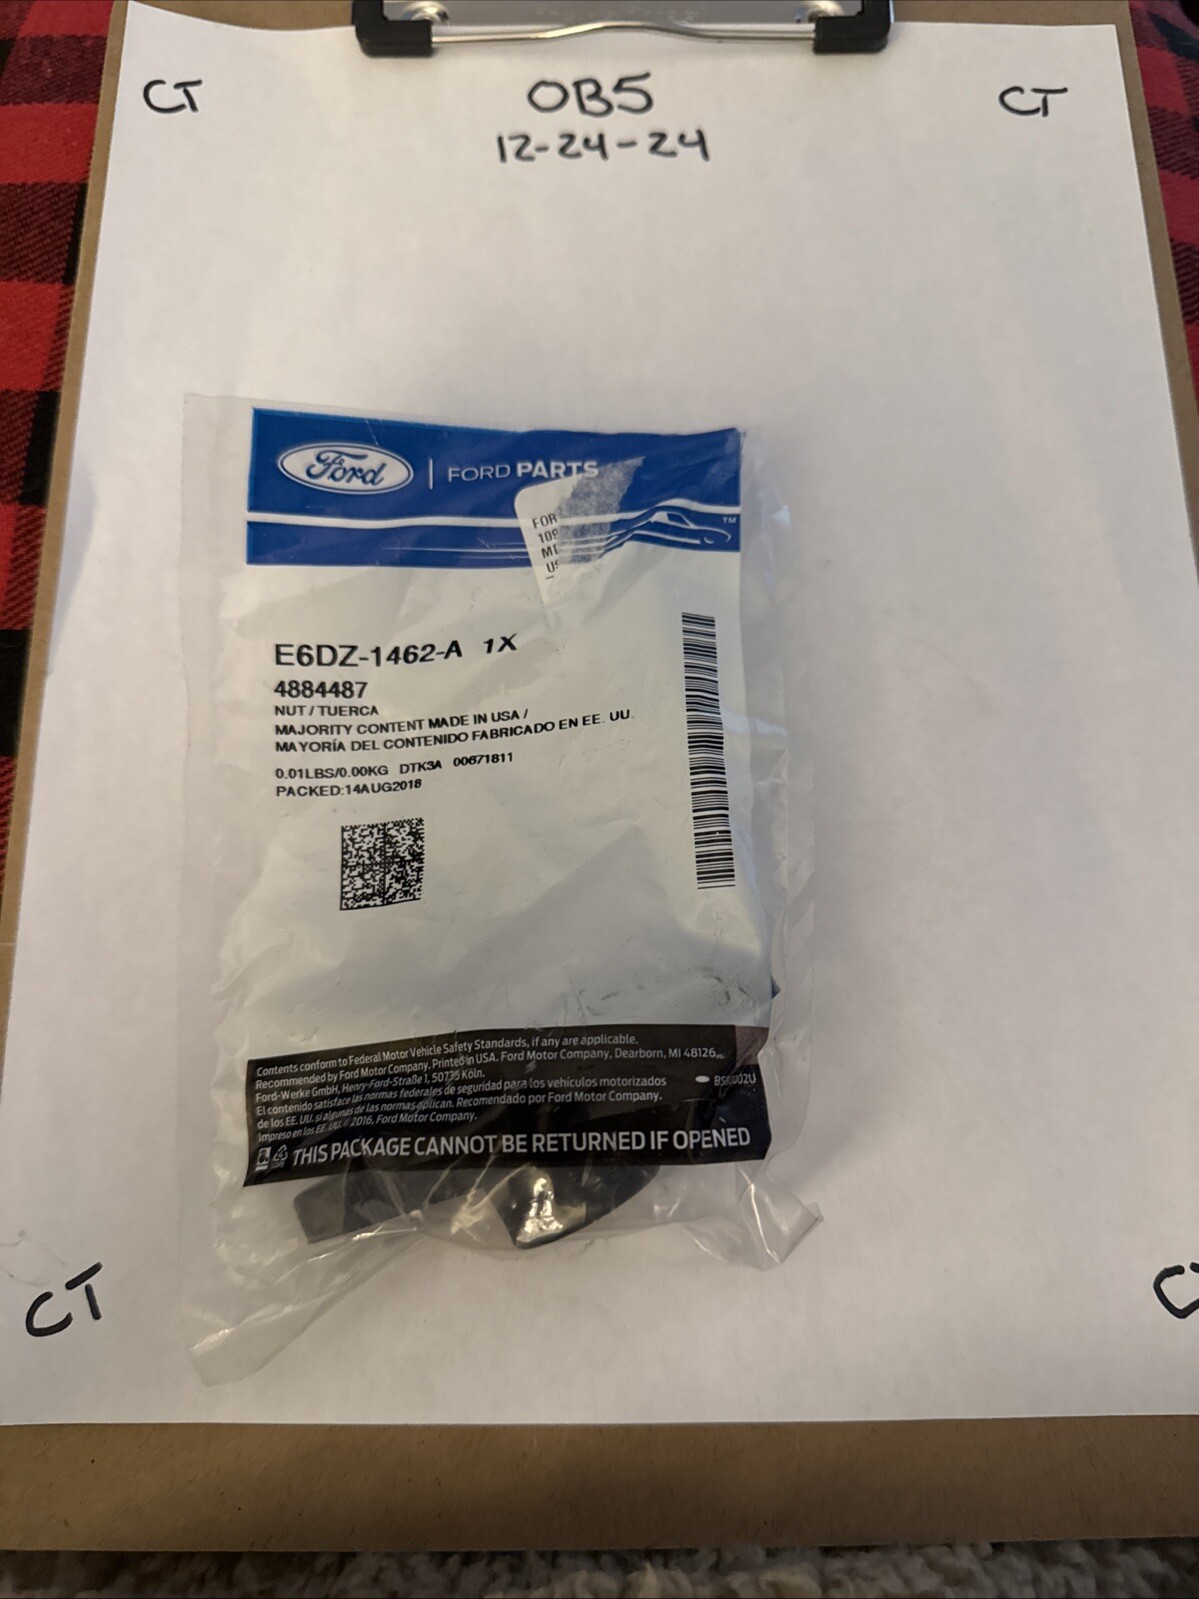 CT OB5 CT
12-24-24
Ford | FORD PARTS
FOR
109
MI
US
TM
E6DZ-1462-A 1X
4884487
NUT / TUERCA
MAJORITY CONTENT MADE IN USA /
MAYORÍA DEL CONTENIDO FABRICADO EN EE. UU.
0.01LBS/0.00KG DTK3A 00671811
PACKED:14AUG2018
Contents conform to Federal Motor Vehicle Safety Standards, if any are applicable.
Recommended by Ford Motor Company. Printed in USA. Ford Motor Company, Dearborn, MI 48126,
Ford-Werke GmbH, Henry-Ford-Straße 1, 50735 Köln.
El contenido satisface las normas federales de seguridad para los vehículos motorizados
de los EE. UU. si algunas de las normas aplican. Recomendado por Ford Motor Company.
Impreso en los EE. UU. © 2016, Ford Motor Company.
THIS PACKAGE CANNOT BE RETURNED IF OPENED
CT